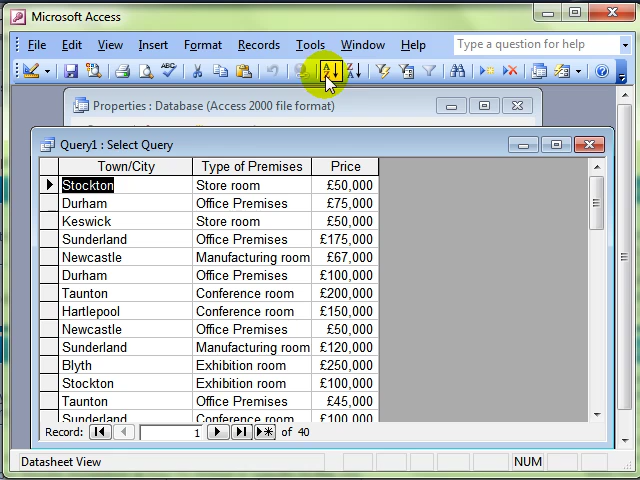 Microsoft Access
File Edit View Insert Format Records Tools Window Help Type a question for help
Properties : Database (Access 2000 file format)
Query1 : Select Query
Town/City Type of Premises Price
Stockton Store room £50,000
Durham Office Premises £75,000
Keswick Store room £50,000
Sunderland Office Premises £175,000
Newcastle Manufacturing room £67,000
Durham Office Premises £100,000
Taunton Conference room £200,000
Hartlepool Conference room £150,000
Newcastle Office Premises £50,000
Sunderland Manufacturing room £120,000
Blyth Exhibition room £250,000
Stockton Exhibition room £100,000
Taunton Office Premises £45,000
Sunderland Conference room £100,000
Record: 1 of 40
Datasheet View NUM